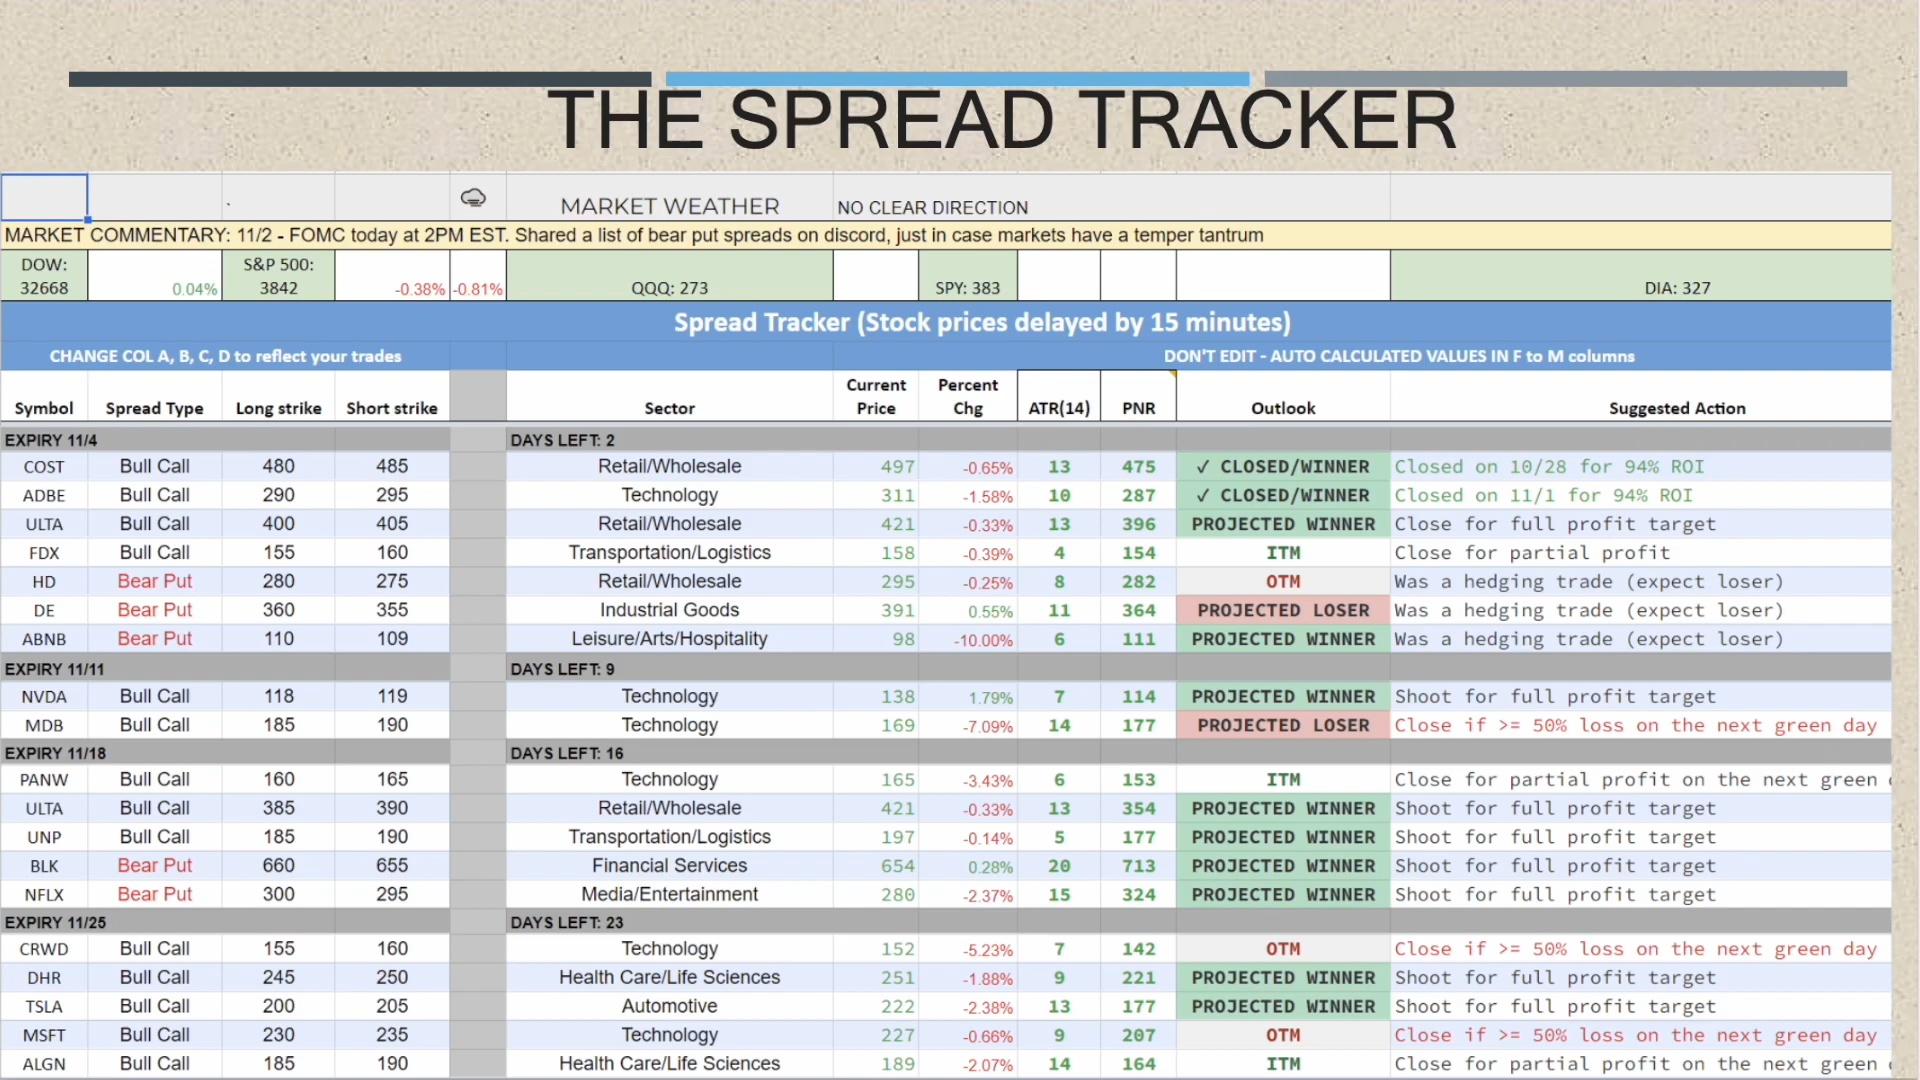 THE SPREAD TRACKER
MARKET WEATHER NO CLEAR DIRECTION
MARKET COMMENTARY: 11/2 - FOMC today at 2PM EST. Shared a list of bear put spreads on discord, just in case markets have a temper tantrum
DOW: 32668 0.04% S&P 500: 3842 -0.38% -0.81% QQQ: 273 SPY: 383 DIA: 327
Spread Tracker (Stock prices delayed by 15 minutes)
CHANGE COL A, B, C, D to reflect your trades DON'T EDIT - AUTO CALCULATED VALUES IN F to M columns
Symbol Spread Type Long strike Short strike Sector Current Price Percent Chg ATR(14) PNR Outlook Suggested Action
EXPIRY 11/4 DAYS LEFT: 2
COST Bull Call 480 485 Retail/Wholesale 497 -0.65% 13 475 ✓ CLOSED/WINNER Closed on 10/28 for 94% ROI
ADBE Bull Call 290 295 Technology 311 -1.58% 10 287 ✓ CLOSED/WINNER Closed on 11/1 for 94% ROI
ULTA Bull Call 400 405 Retail/Wholesale 421 -0.33% 13 396 PROJECTED WINNER Close for full profit target
FDX Bull Call 155 160 Transportation/Logistics 158 -0.39% 4 154 ITM Close for partial profit
HD Bear Put 280 275 Retail/Wholesale 295 -0.25% 8 282 OTM Was a hedging trade (expect loser)
DE Bear Put 360 355 Industrial Goods 391 0.55% 11 364 PROJECTED LOSER Was a hedging trade (expect loser)
ABNB Bear Put 110 109 Leisure/Arts/Hospitality 98 -10.00% 6 111 PROJECTED WINNER Was a hedging trade (expect loser)
EXPIRY 11/11 DAYS LEFT: 9
NVDA Bull Call 118 119 Technology 138 1.79% 7 114 PROJECTED WINNER Shoot for full profit target
MDB Bull Call 185 190 Technology 169 -7.09% 14 177 PROJECTED LOSER Close if >= 50% loss on the next green day
EXPIRY 11/18 DAYS LEFT: 16
PANW Bull Call 160 165 Technology 165 -3.43% 6 153 ITM Close for partial profit on the next green
ULTA Bull Call 385 390 Retail/Wholesale 421 -0.33% 13 354 PROJECTED WINNER Shoot for full profit target
UNP Bull Call 185 190 Transportation/Logistics 197 -0.14% 5 177 PROJECTED WINNER Shoot for full profit target
BLK Bear Put 660 655 Financial Services 654 0.28% 20 713 PROJECTED WINNER Shoot for full profit target
NFLX Bear Put 300 295 Media/Entertainment 280 -2.37% 15 324 PROJECTED WINNER Shoot for full profit target
EXPIRY 11/25 DAYS LEFT: 23
CRWD Bull Call 155 160 Technology 152 -5.23% 7 142 OTM Close if >= 50% loss on the next green day
DHR Bull Call 245 250 Health Care/Life Sciences 251 -1.88% 9 221 PROJECTED WINNER Shoot for full profit target
TSLA Bull Call 200 205 Automotive 222 -2.38% 13 177 PROJECTED WINNER Shoot for full profit target
MSFT Bull Call 230 235 Technology 227 -0.66% 9 207 OTM Close if >= 50% loss on the next green day
ALGN Bull Call 185 190 Health Care/Life Sciences 189 -2.07% 14 164 ITM Close for partial profit on the next green